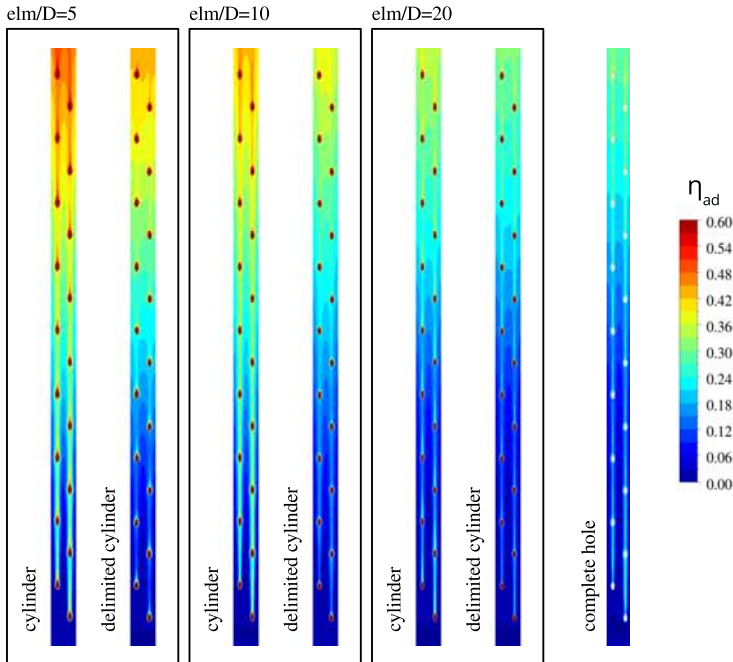 elm/D=5
elm/D=10
elm/D=20
cylinder
delimited cylinder
cylinder
delimited cylinder
cylinder
delimited cylinder
complete hole
ηad
0.60
0.54
0.48
0.42
0.36
0.30
0.24
0.18
0.12
0.06
0.00